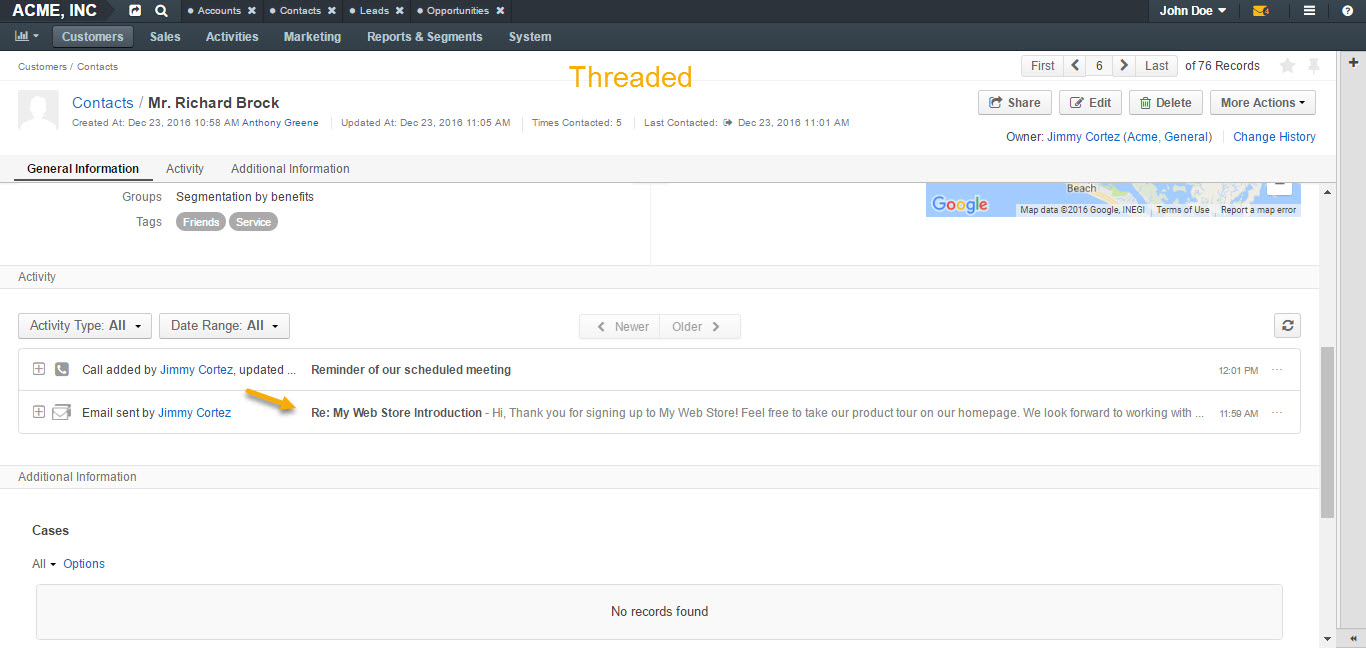 ACME, INC
Accounts
Contacts
Leads
Opportunities
John Doe
4
Customers
Sales
Activities
Marketing
Reports & Segments
System
Customers / Contacts
Threaded
First 6 Last of 76 Records
Contacts / Mr. Richard Brock
Share Edit Delete More Actions
Created At: Dec 23, 2016 10:58 AM Anthony Greene Updated At: Dec 23, 2016 11:05 AM Times Contacted: 5 Last Contacted: Dec 23, 2016 11:01 AM
Owner: Jimmy Cortez (Acme, General) Change History
General Information Activity Additional Information
Groups Segmentation by benefits
Tags Friends Service
Beach
Google Map data ©2016 Google, INEGI Terms of Use Report a map error
Activity
Activity Type: All Date Range: All Newer Older
Call added by Jimmy Cortez, updated ... Reminder of our scheduled meeting 12:01 PM ...
Email sent by Jimmy Cortez Re: My Web Store Introduction - Hi, Thank you for signing up to My Web Store! Feel free to take our product tour on our homepage. We look forward to working with ... 11:59 AM ...
Additional Information
Cases
All Options
No records found